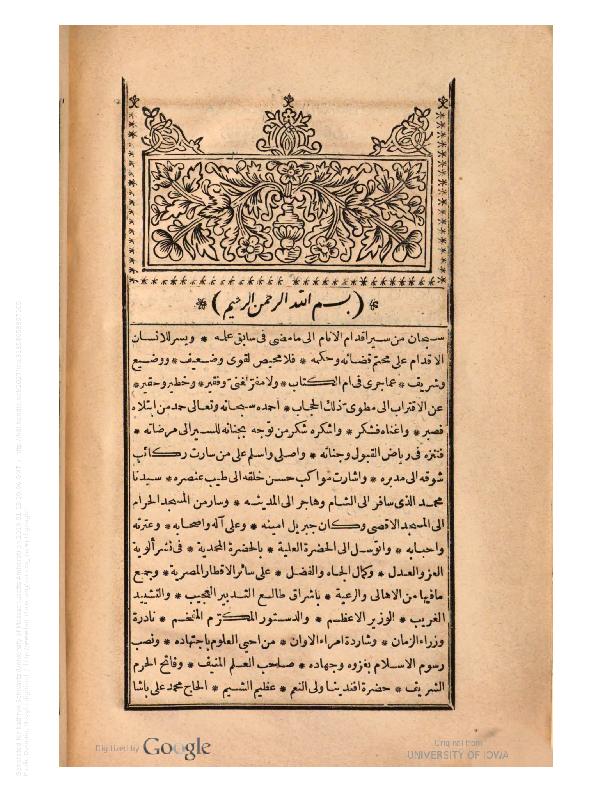 بسم الله الرحمن الرحيم
سبحان من سير اقدام الانام الى ما مضى فى سابق علمه * ويسر للانسان
الاقدام على محتم قضائه وحكمه * فلا محيص لقوى وضعيف * ووضيع
وشريف * عما جرى فى ام الكتاب * ولا مفر لغنى * وفقير * وخطير وحقير *
عن الاقتراب الى مطوى ذلك الحجاب * احمده سبحانه وتعالى حمد من ابتلاه
فصبر * واغناه فشكر * واشكره شكر من توجه بجنانه للسير الى مرضاته *
فتنزه فى رياض القبول وجناته * واصلى واسلم على من سارت ركائب
شوقه الى مديره * واشارت مواكب حسن خلقه الى طيب عنصره * سيدنا
محمد الذى سافر الى الشام وهاجر الى المدينة * وسار من المسجد الحرام
الى المسجد الاقصى وكان جبريل امينه * وعلى آله واصحابه * وعترته
واحبابه * واتوسل الى الحضرة العلية * بالحضرة المحمدية * فى نشر ألوية
العز والعدل * وكمال الجاه والفضل * على سائر الاقطار المصرية * وجميع
ما فيها من الاهالى والرعية * باشراق طالع التدبير العجيب * والتشييد
الغريب * الوزير الاعظم * والدستور المكرم المفخم * نادرة
وزراء الزمان * وشاردة امراء الاوان * من احيى العلوم باجتهاده * ونصب
رسوم الاسلام بغزوه وجهاده * صاحب العلم المنيف * وفاتح الحرم
الشريف * حضرة افندينا ولى النعم * عظيم الشيم * الحاج محمد على باشا
Digitized by Google
Original from
UNIVERSITY OF IOWA